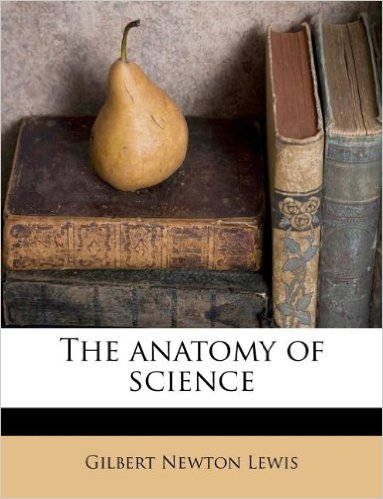 THE ANATOMY OF
SCIENCE
GILBERT NEWTON LEWIS